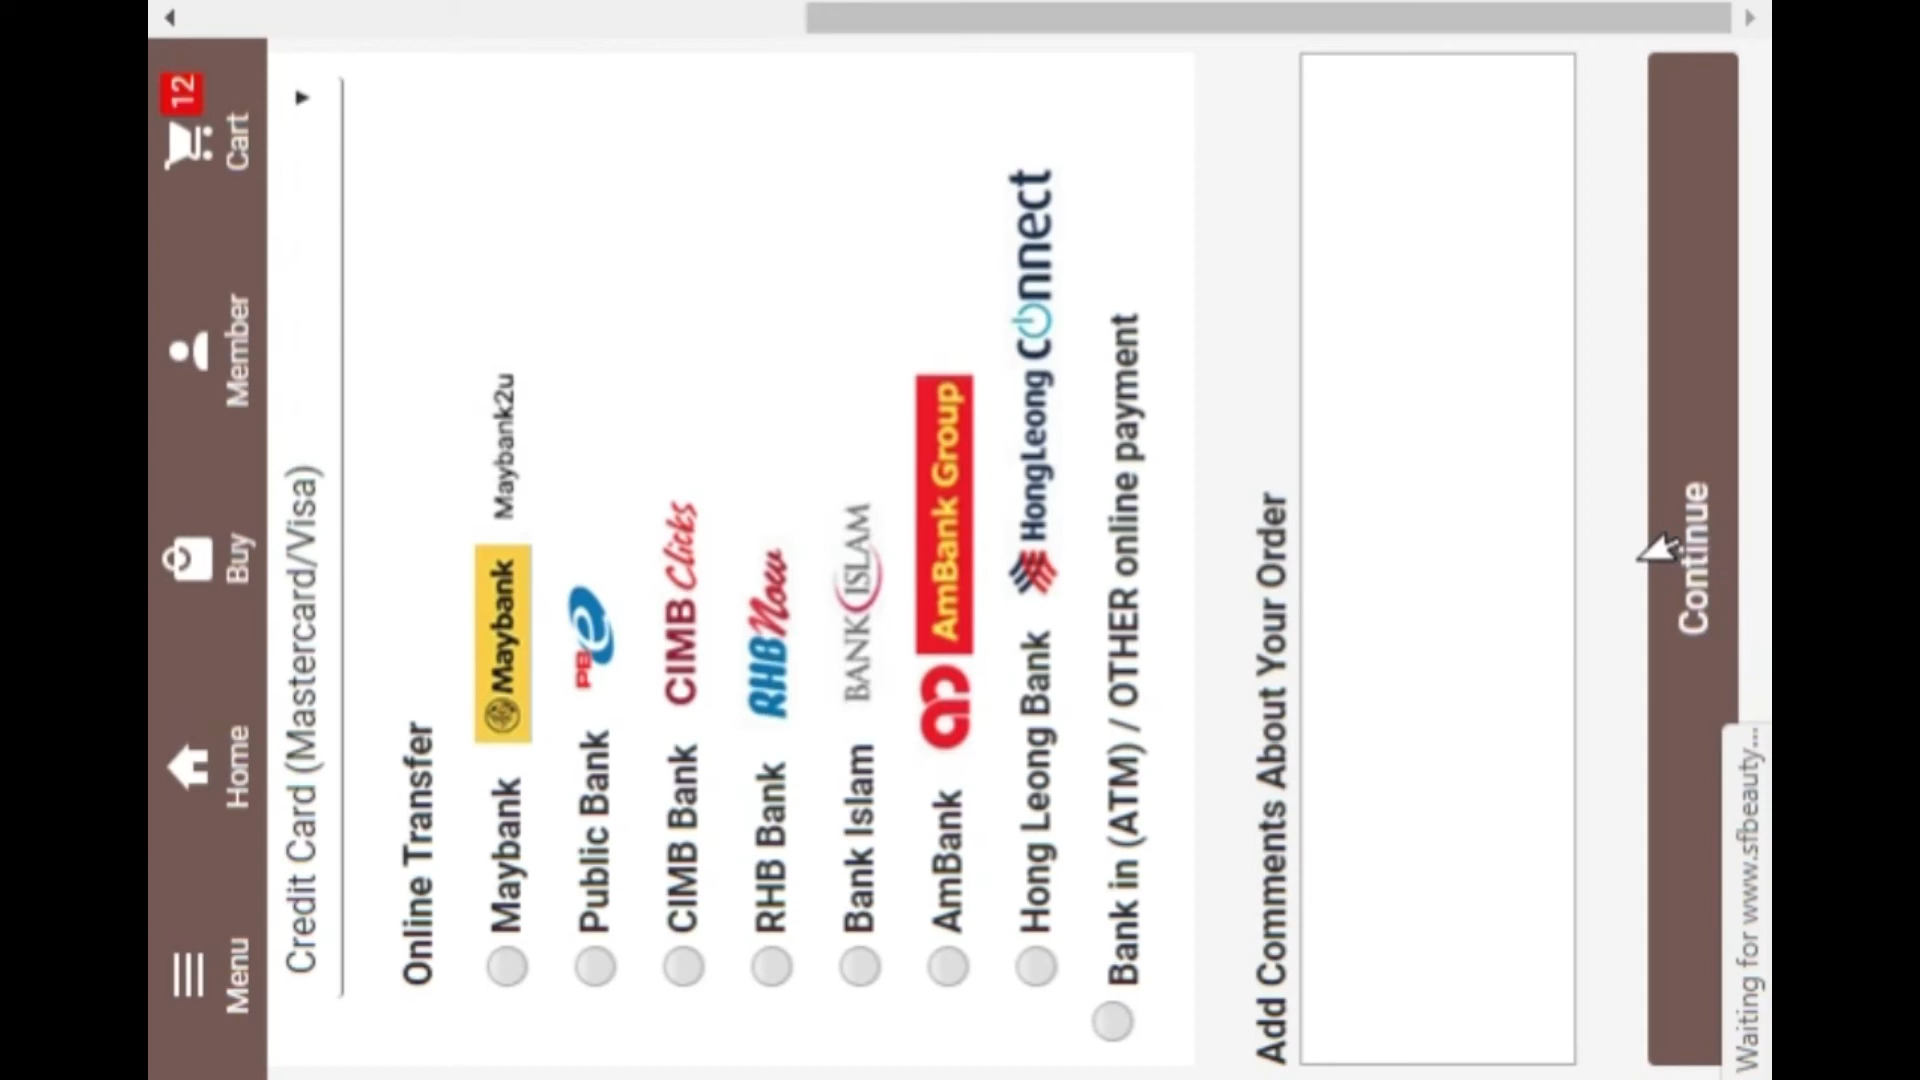 Menu
Home
Buy
Member
12
Cart
Credit Card (Mastercard/Visa)
Online Transfer
Maybank Maybank Maybank2u
Public Bank PBe
CIMB Bank CIMB Clicks
RHB Bank RHB Now
Bank Islam BANK ISLAM
AmBank AmBank Group
Hong Leong Bank HongLeong Connect
Bank in (ATM) / OTHER online payment
Add Comments About Your Order
Continue
Waiting for www.sfbeauty...